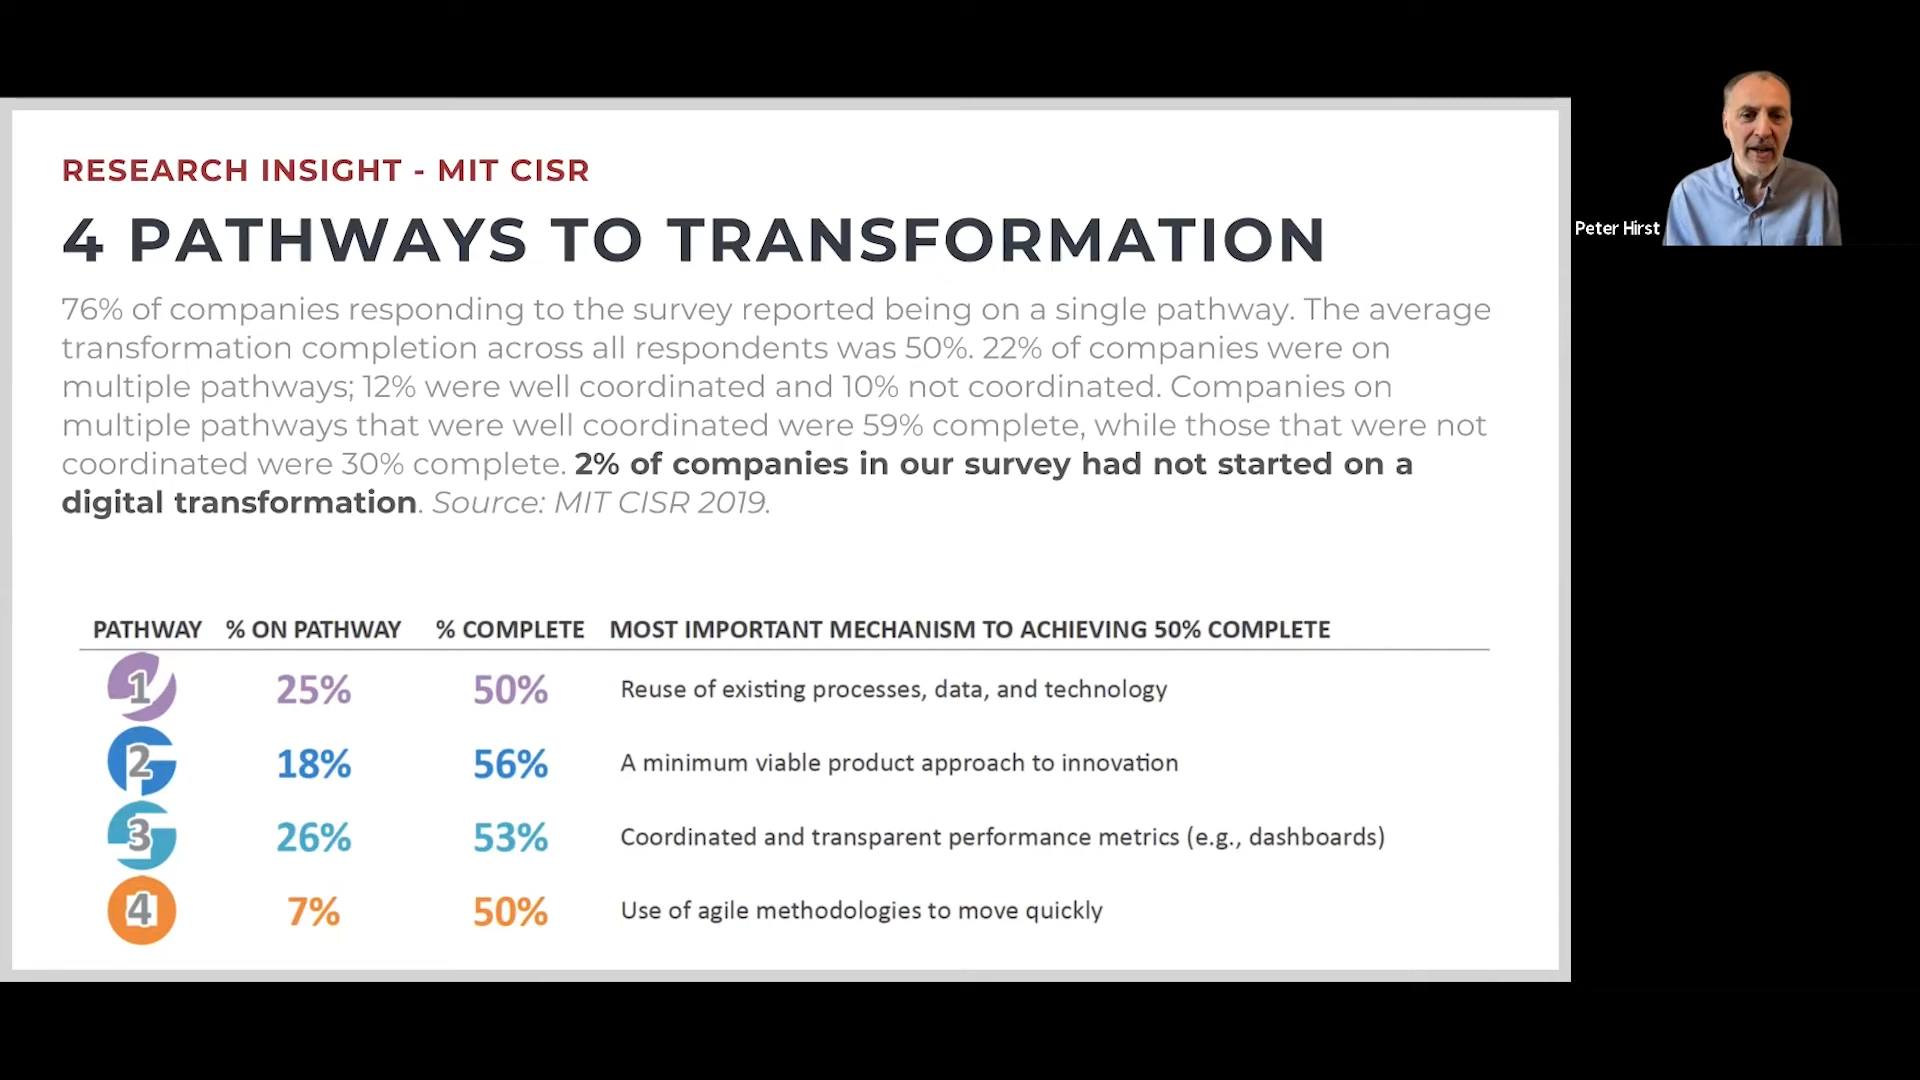 RESEARCH INSIGHT - MIT CISR
4 PATHWAYS TO TRANSFORMATION
76% of companies responding to the survey reported being on a single pathway. The average
transformation completion across all respondents was 50%. 22% of companies were on
multiple pathways; 12% were well coordinated and 10% not coordinated. Companies on
multiple pathways that were well coordinated were 59% complete, while those that were not
coordinated were 30% complete. 2% of companies in our survey had not started on a
digital transformation. Source: MIT CISR 2019.
PATHWAY % ON PATHWAY % COMPLETE MOST IMPORTANT MECHANISM TO ACHIEVING 50% COMPLETE
1 25% 50% Reuse of existing processes, data, and technology
2 18% 56% A minimum viable product approach to innovation
3 26% 53% Coordinated and transparent performance metrics (e.g., dashboards)
4 7% 50% Use of agile methodologies to move quickly
Peter Hirst